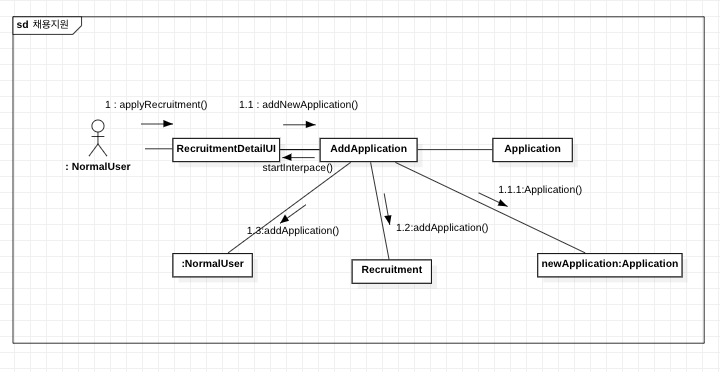 sd 채용지원
1 : applyRecruitment()
1.1 : addNewApplication()
RecruitmentDetailUI
AddApplication
Application
: NormalUser
startInterpace()
1.1.1:Application()
1.3:addApplication()
1.2:addApplication()
:NormalUser
Recruitment
newApplication:Application